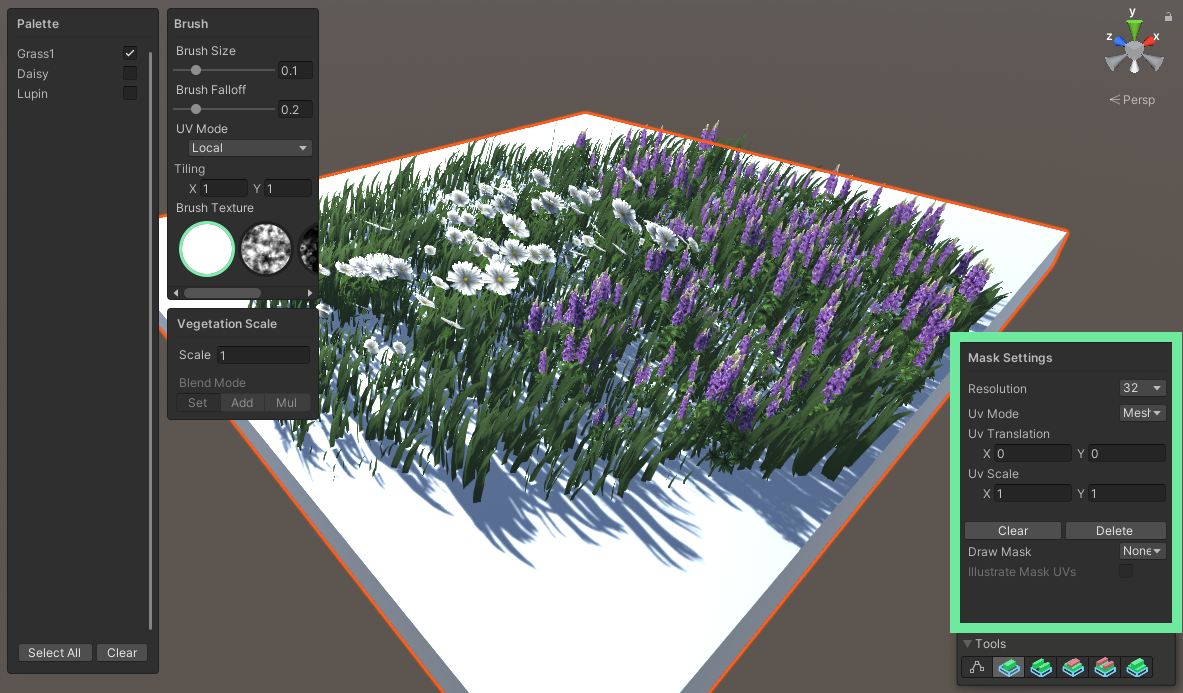 Palette
Grass1
Daisy
Lupin
Select All Clear
Brush
Brush Size
0.1
Brush Falloff
0.2
UV Mode
Local
Tiling
X 1 Y 1
Brush Texture
Vegetation Scale
Scale 1
Blend Mode
Set Add Mul
y
z x
Persp
Mask Settings
Resolution 32
Uv Mode Mesh
Uv Translation
X 0 Y 0
Uv Scale
X 1 Y 1
Clear Delete
Draw Mask None
Illustrate Mask UVs
Tools